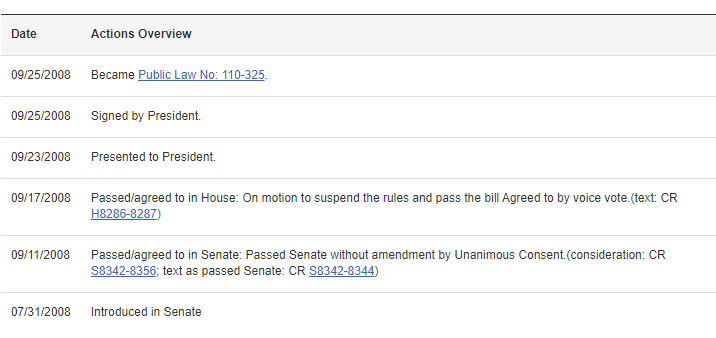 Date Actions Overview
09/25/2008 Became Public Law No: 110-325.
09/25/2008 Signed by President.
09/23/2008 Presented to President.
09/17/2008 Passed/agreed to in House: On motion to suspend the rules and pass the bill Agreed to by voice vote.(text: CR
H8286-8287)
09/11/2008 Passed/agreed to in Senate: Passed Senate without amendment by Unanimous Consent.(consideration: CR
S8342-8356; text as passed Senate: CR S8342-8344)
07/31/2008 Introduced in Senate